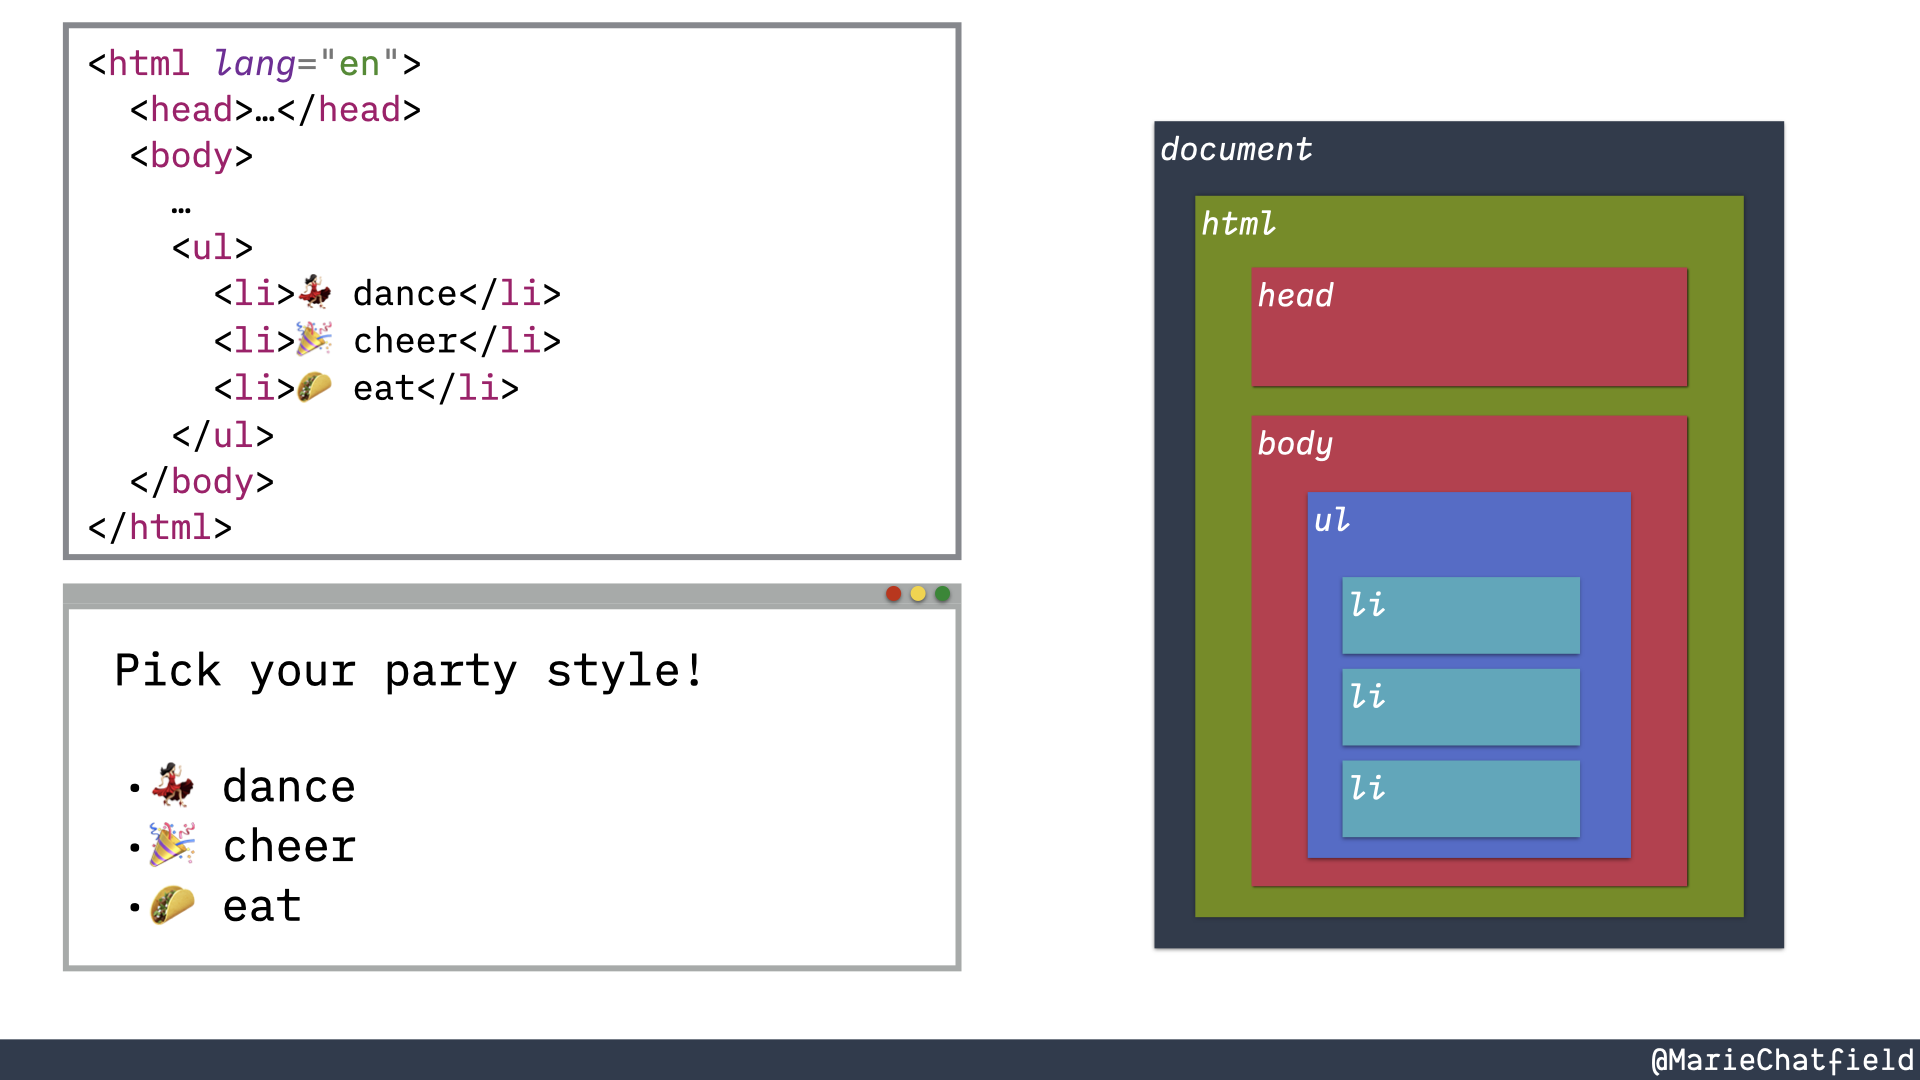 <html lang="en">
  <head>…</head>
  <body>
    …
    <ul>
      <li>💃🏻 dance</li>
      <li>🎉 cheer</li>
      <li>🌮 eat</li>
    </ul>
  </body>
</html>
Pick your party style!
•💃🏻 dance
•🎉 cheer
•🌮 eat
document
html
head
body
ul
li
li
li
@MarieChatfield